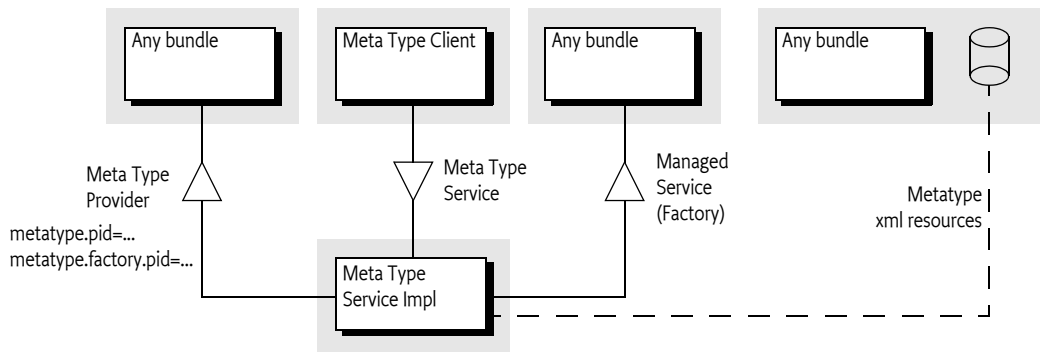 Any bundle
Meta Type Client
Any bundle
Any bundle
Meta Type
Provider
metatype.pid=...
metatype.factory.pid=...
Meta Type
Service
Managed
Service
(Factory)
Metatype
xml resources
Meta Type
Service Impl